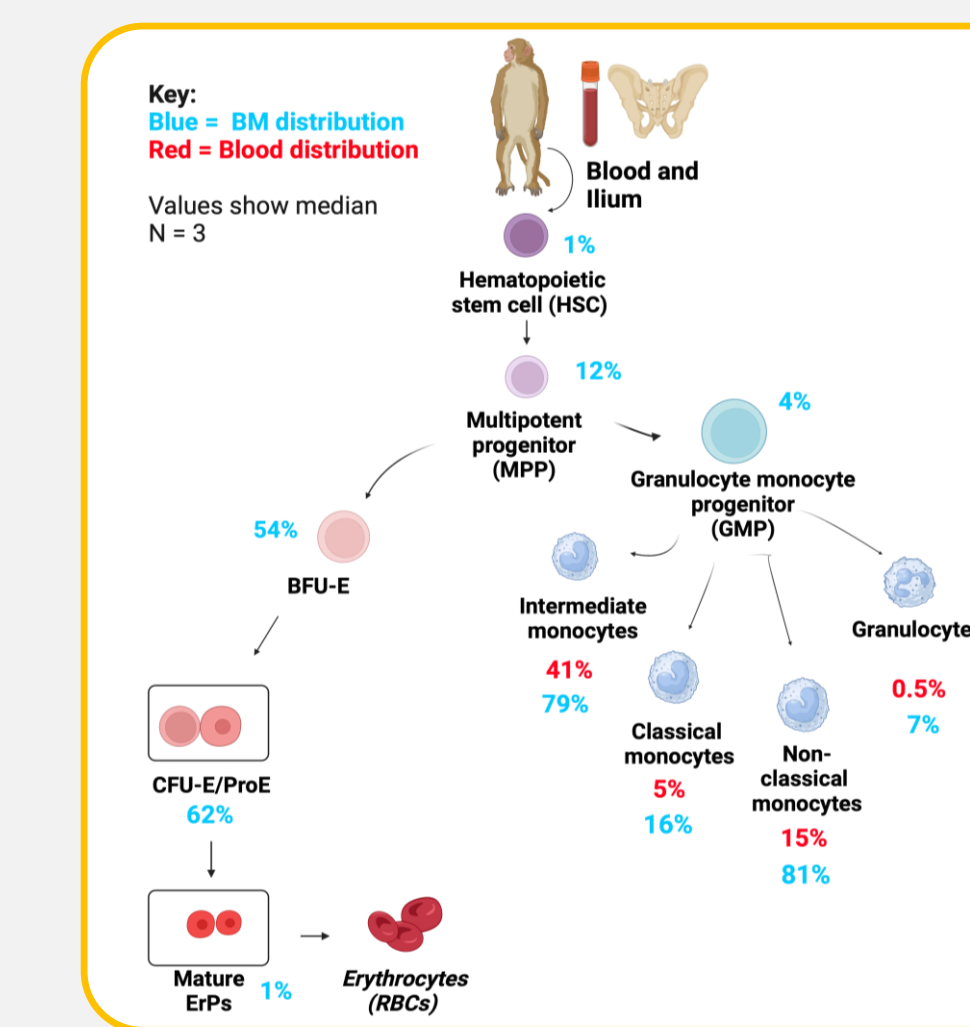 Key:
Blue = BM distribution
Red = Blood distribution
Values show median
N = 3
Blood and
Ilium
1%
Hematopoietic
stem cell (HSC)
12%
Multipotent
progenitor
(MPP)
4%
Granulocyte monocyte
progenitor
(GMP)
54%
BFU-E
Intermediate
monocytes
41%
79%
Classical
monocytes
5%
16%
Non-
classical
monocytes
15%
81%
Granulocyte
0.5%
7%
CFU-E/ProE
62%
Mature
ErPs
1%
Erythrocytes
(RBCs)